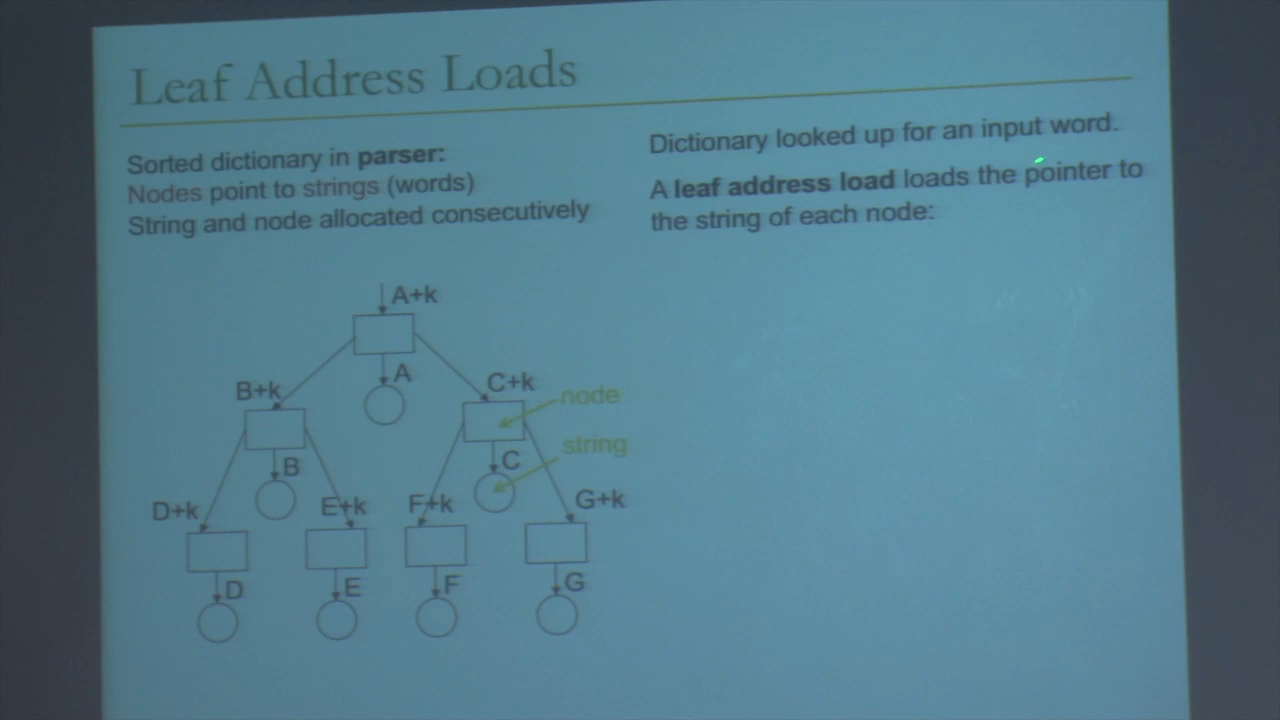 Leaf Address Loads
Sorted dictionary in parser:
Nodes point to strings (words)
String and node allocated consecutively
Dictionary looked up for an input word.
A leaf address load loads the pointer to
the string of each node:
A+k
A
B+k
C+k
node
string
B
C
D+k
E+k
F+k
G+k
D
E
F
G